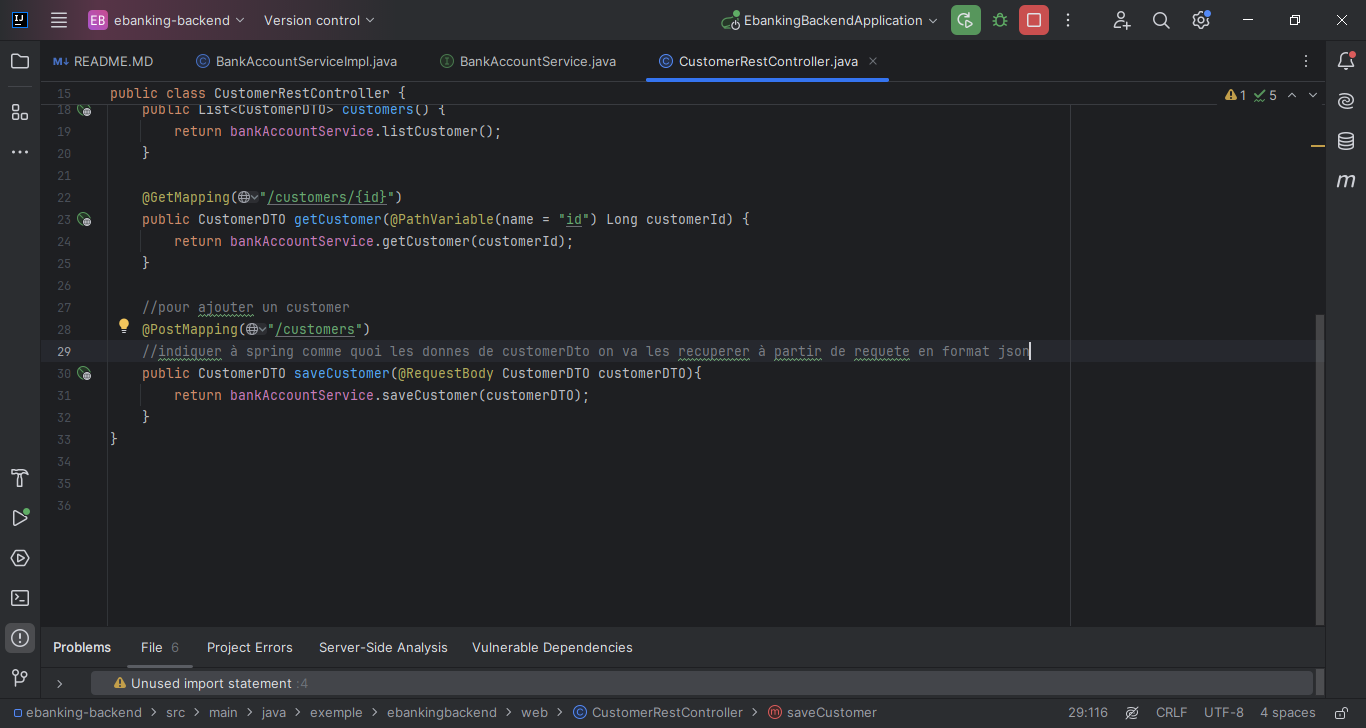 EB ebanking-backend Version control EbankingBackendApplication
M↓ README.MD BankAccountServiceImpl.java BankAccountService.java CustomerRestController.java
15 public class CustomerRestController { 1 5
18 public List<CustomerDTO> customers() {
19 return bankAccountService.listCustomer();
20 }
21
22 @GetMapping("/customers/{id}")
23 public CustomerDTO getCustomer(@PathVariable(name = "id") Long customerId) {
24 return bankAccountService.getCustomer(customerId);
25 }
26
27 //pour ajouter un customer
28 @PostMapping("/customers")
29 //indiquer à spring comme quoi les donnes de customerDto on va les recuperer à partir de requete en format json
30 public CustomerDTO saveCustomer(@RequestBody CustomerDTO customerDTO){
31 return bankAccountService.saveCustomer(customerDTO);
32 }
33 }
34
35
36
Problems File 6 Project Errors Server-Side Analysis Vulnerable Dependencies
Unused import statement :4
ebanking-backend > src > main > java > exemple > ebankingbackend > web > CustomerRestController > saveCustomer 29:116 CRLF UTF-8 4 spaces